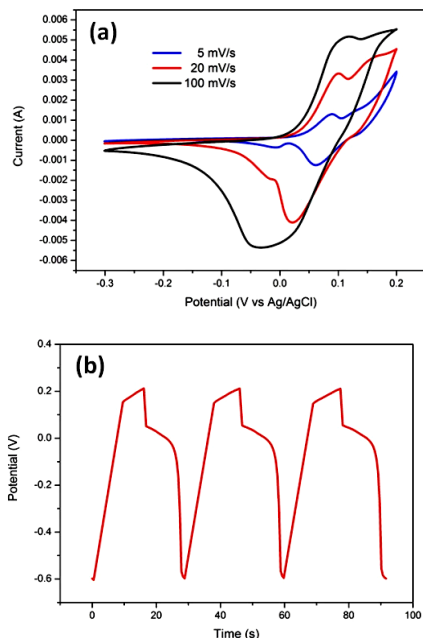 (a)
5 mV/s
20 mV/s
100 mV/s
0.006
0.005
0.004
0.003
0.002
0.001
0.000
-0.001
-0.002
-0.003
-0.004
-0.005
0.006
Current (A)
-0.3 -0.2 -0.1 0.0 0.1 0.2
Potential (V vs Ag/AgCl)
(b)
0.4
0.2
0.0
-0.2
-0.4
-0.6
Potential (V)
0 20 40 60 80 100
Time (s)